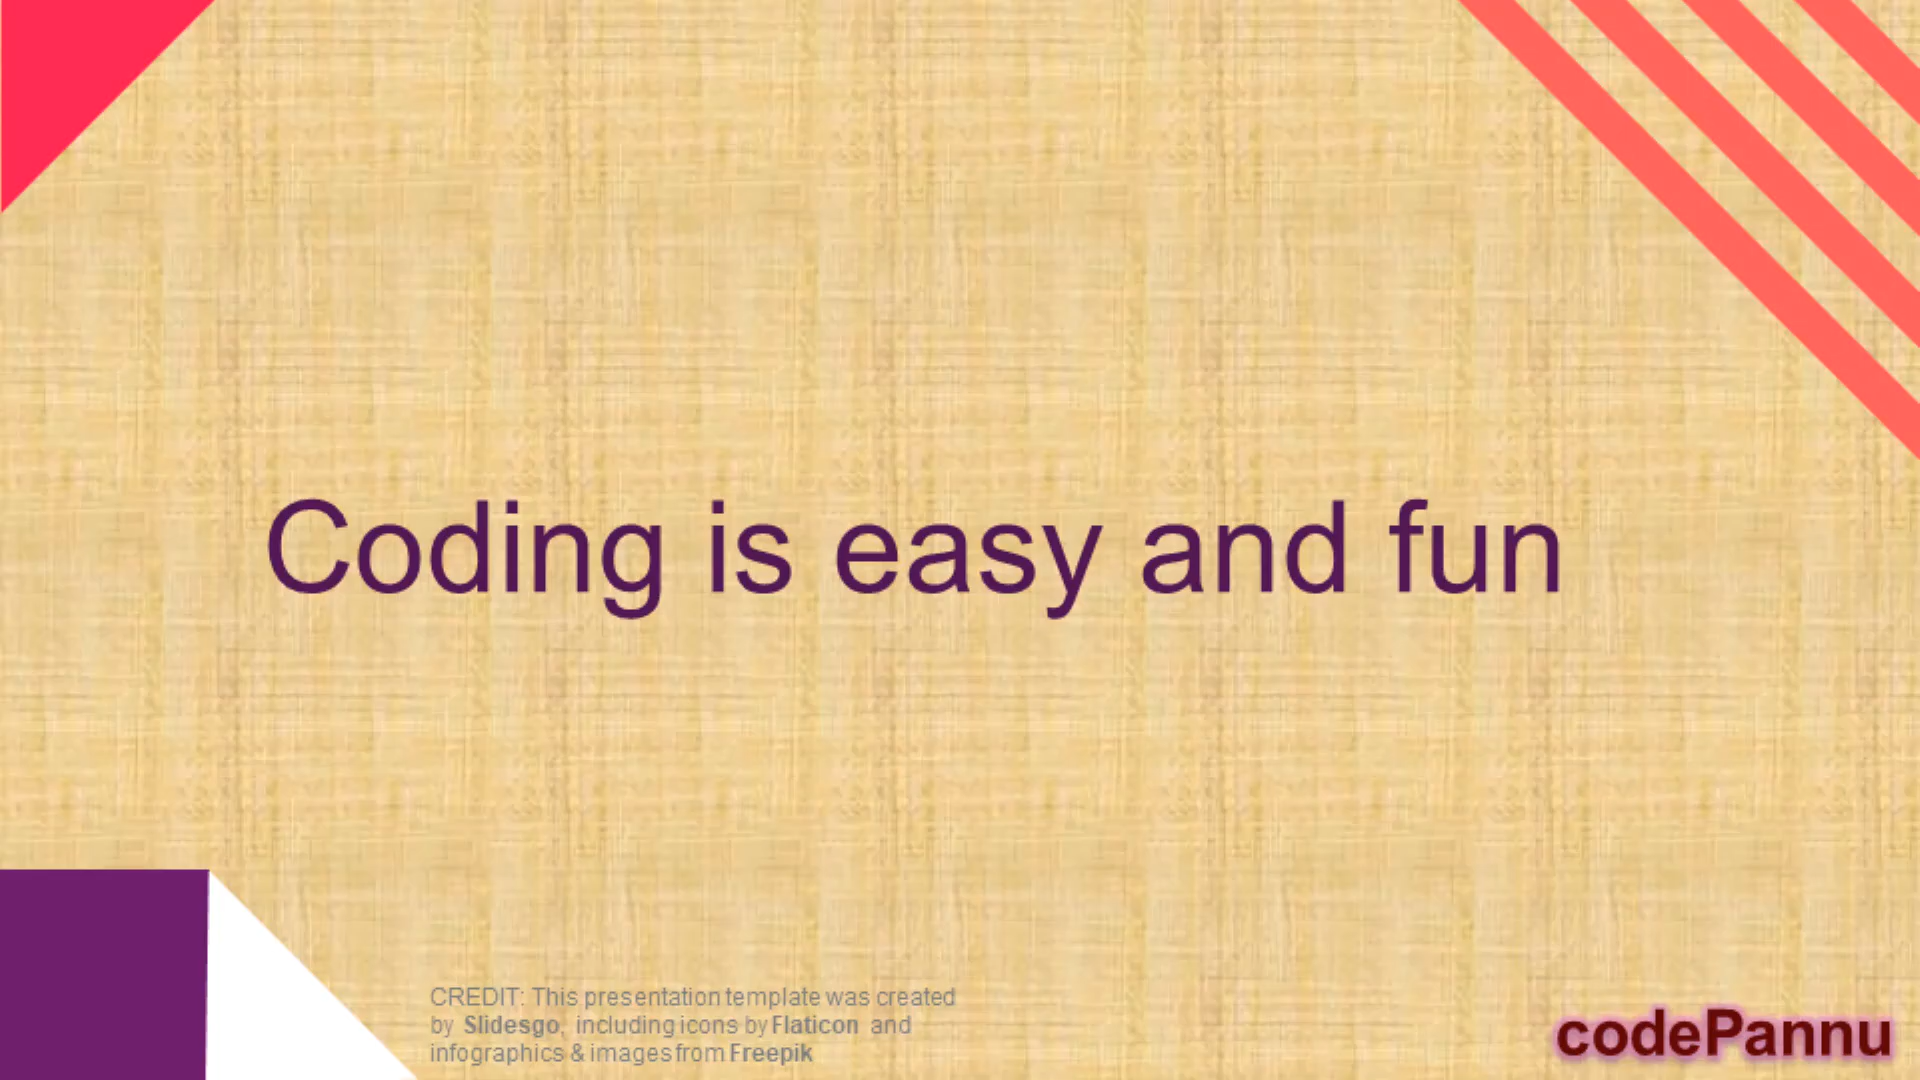 Coding is easy and fun
CREDIT: This presentation template was created
by Slidesgo, including icons by Flaticon and
infographics & images from Freepik
codePannu